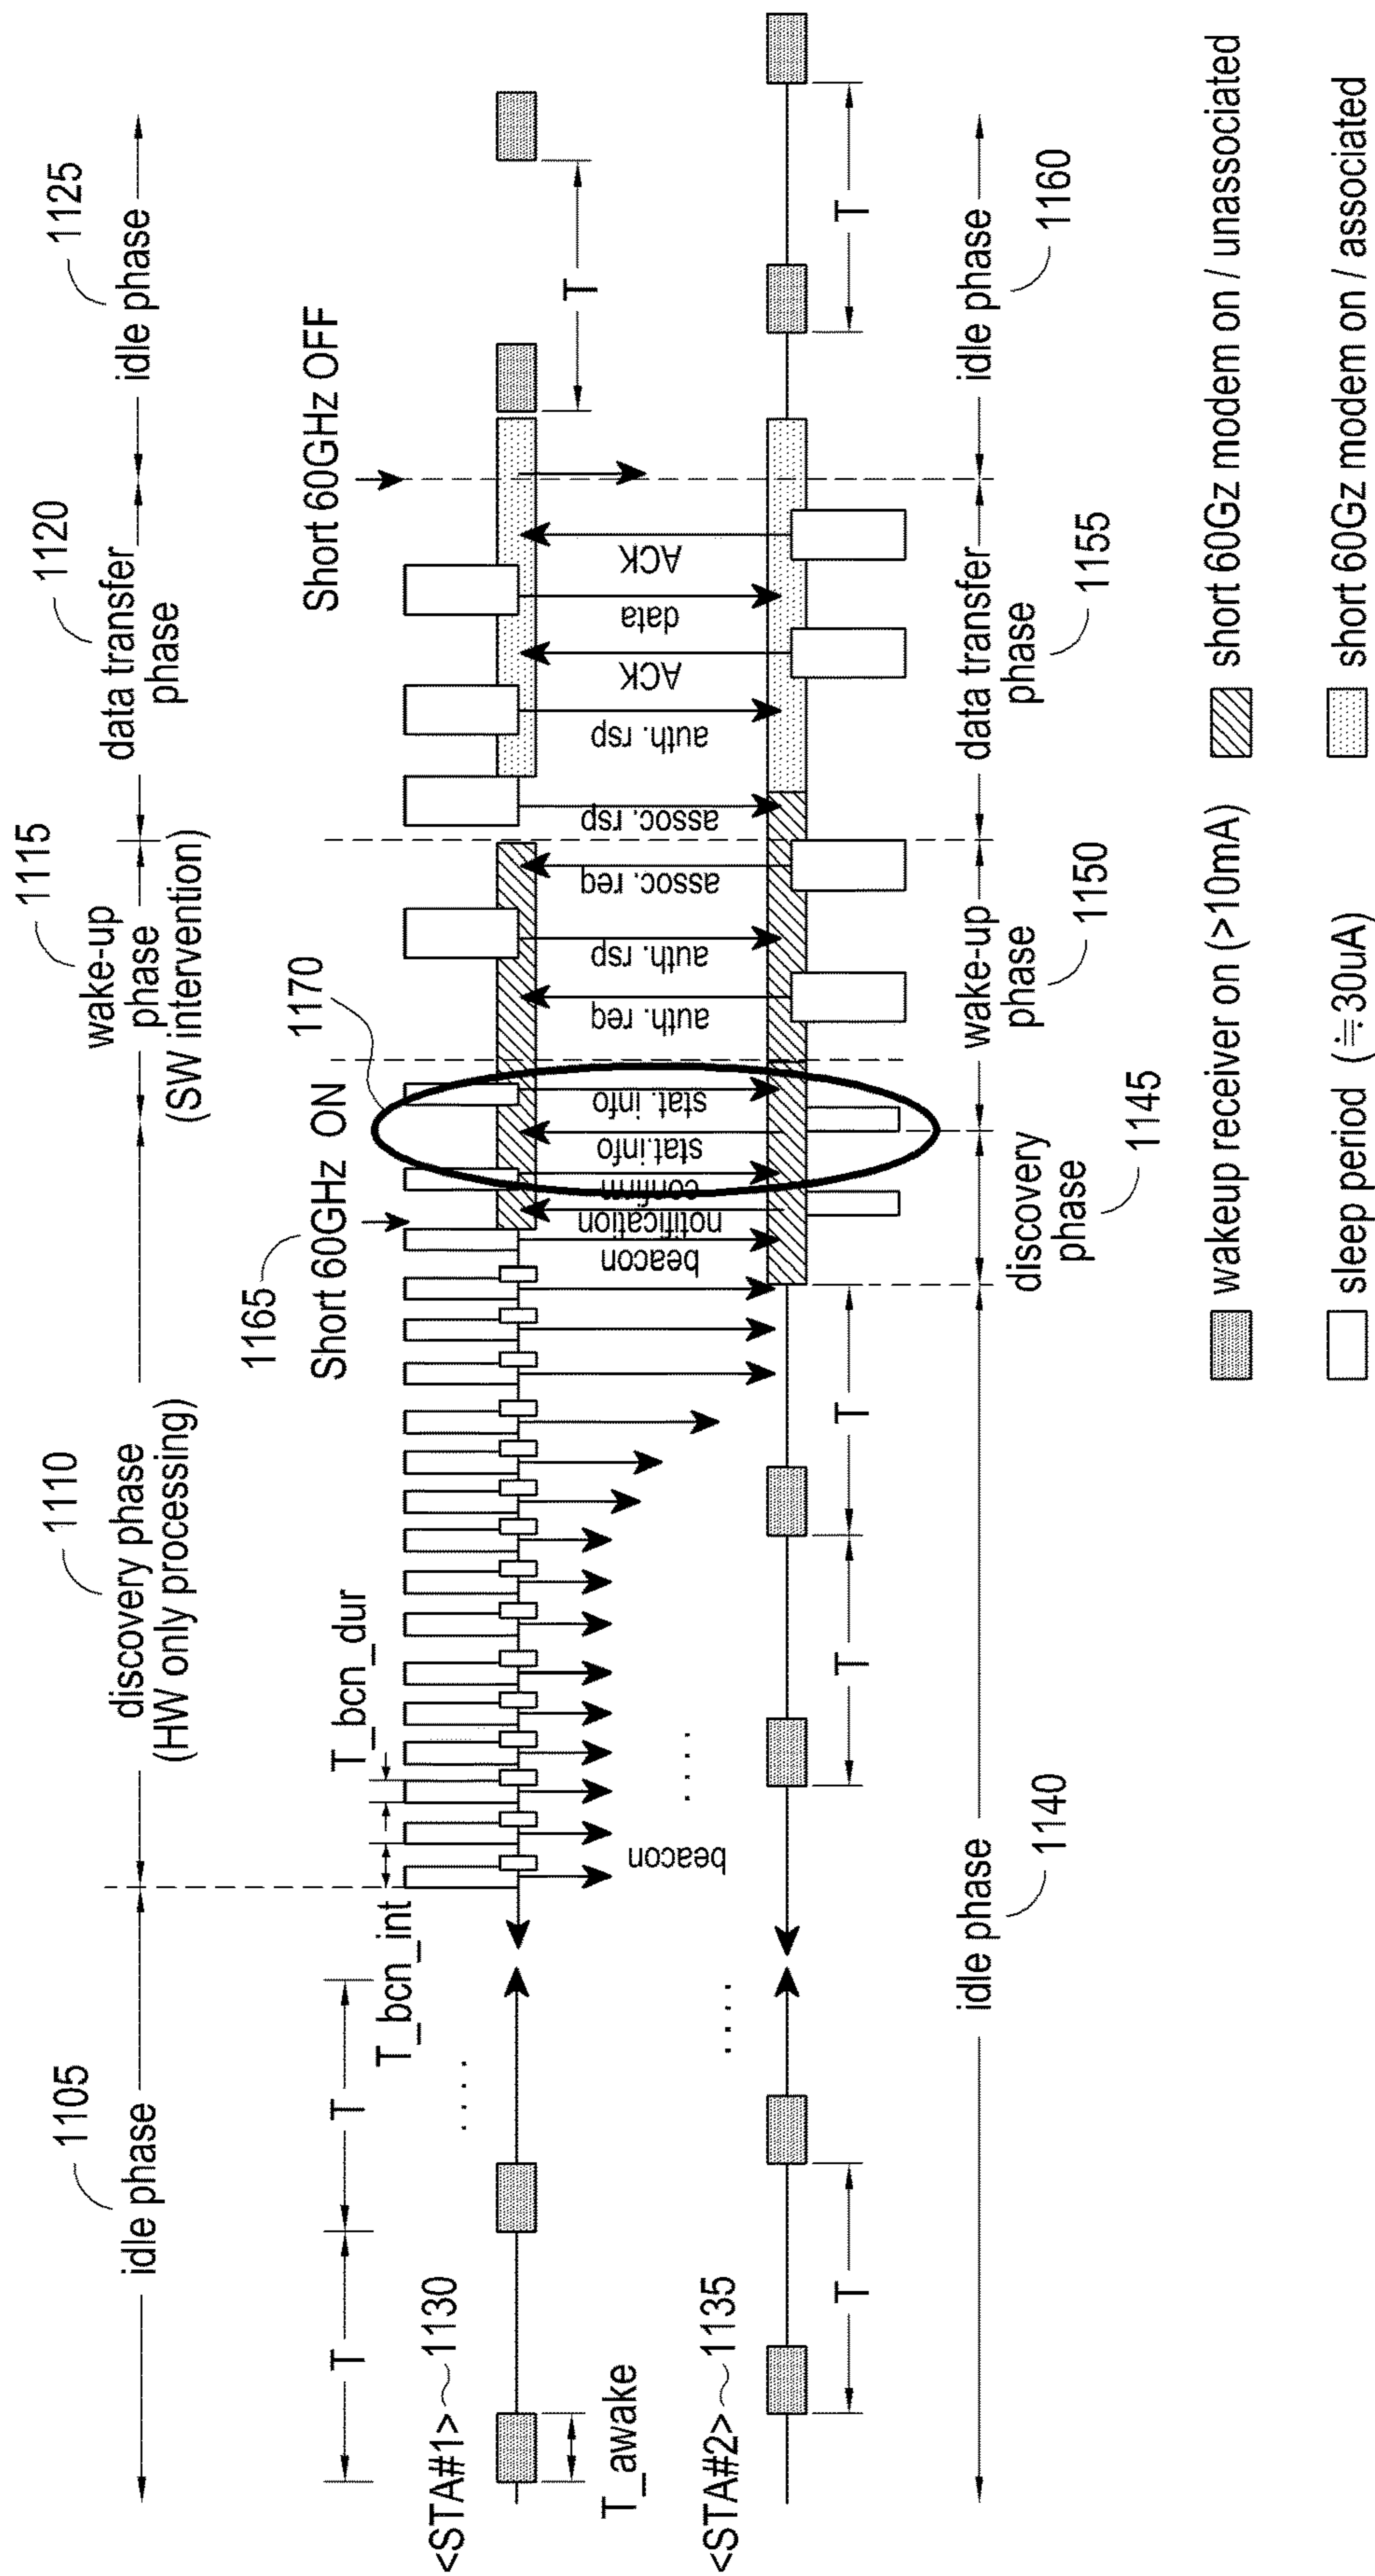 1105
idle phase
1110
discovery phase
(HW only processing)
1115
wake-up
phase
(SW intervention)
1120
data transfer
phase
1125
idle phase
T
T
T_bcn_int
T_bcn_dur
1165
Short 60GHz ON
1170
Short 60GHz OFF
<STA#1> 1130
T_awake
....
beacon
....
beacon
notification
confirm
stat.info
stat. info
auth. req
auth. rsp
assoc. req
assoc. rsp
auth. rsp
ACK
data
ACK
T
<STA#2> 1135
....
T
T
T
T
idle phase
1140
discovery
phase
1145
wake-up
phase
1150
data transfer
phase
1155
idle phase
1160
wakeup receiver on (>10mA)
short 60Gz modem on / unassociated
sleep period (≒30uA)
short 60Gz modem on / associated